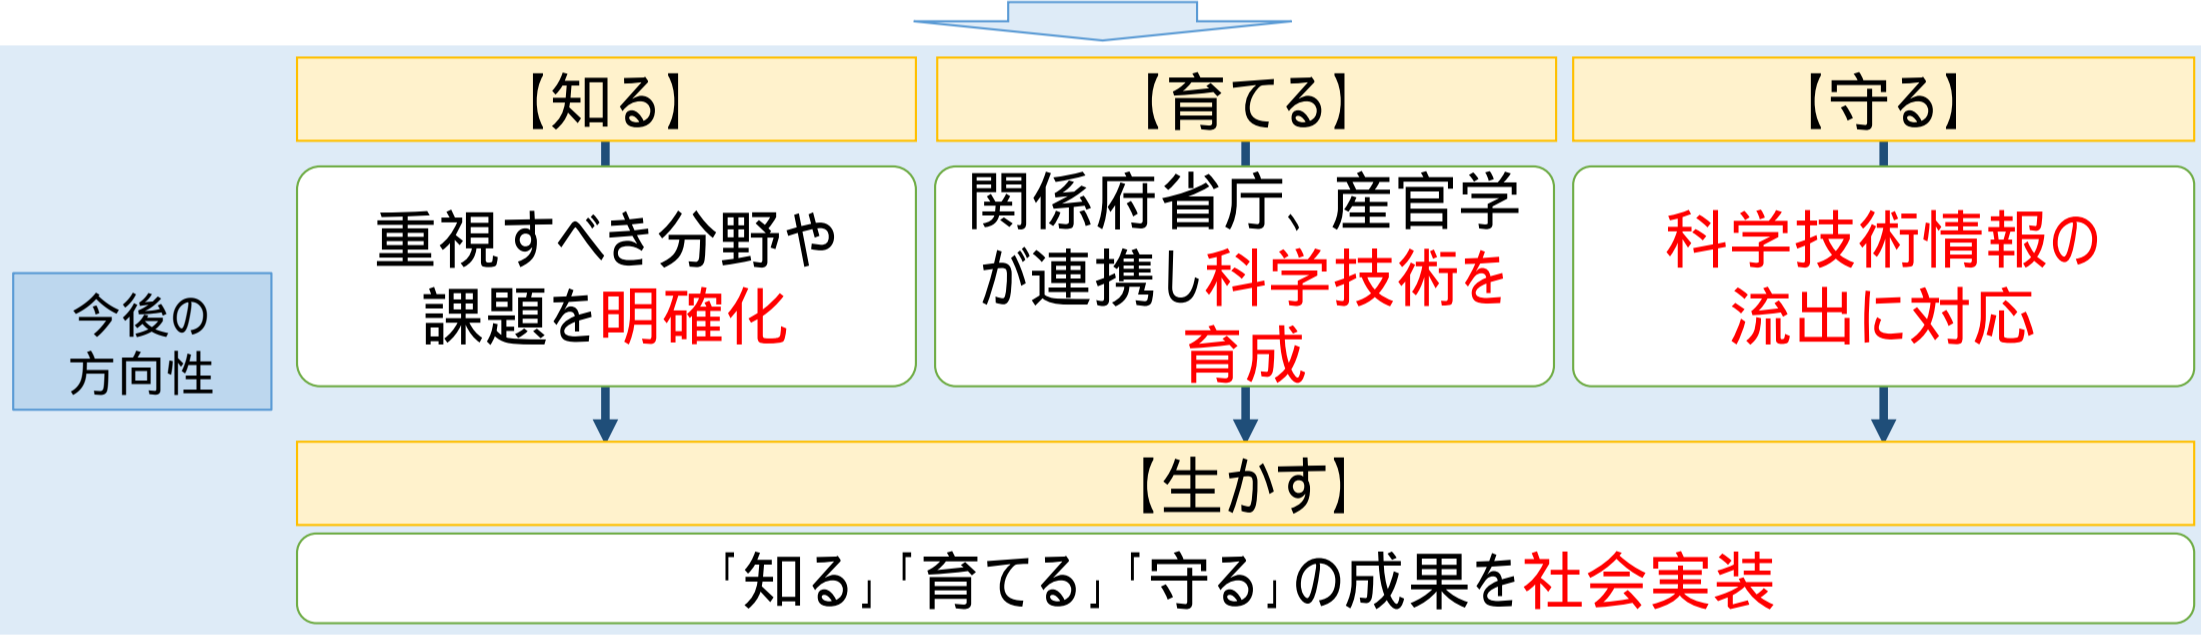 【知る】
【育てる】
【守る】
重視すべき分野や
課題を明確化
関係府省庁、産官学
が連携し科学技術を
育成
科学技術情報の
流出に対応
今後の
方向性
【生かす】
「知る」「育てる」「守る」の成果を社会実装